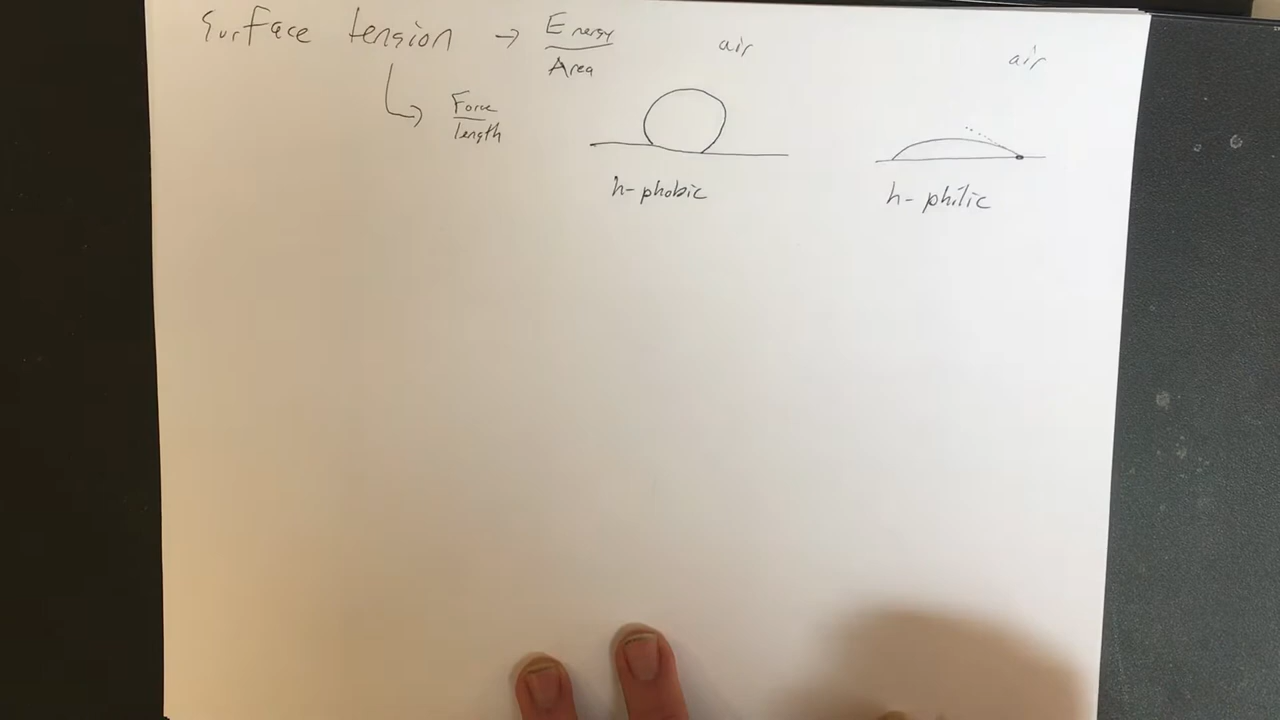 Surface tension → Energy
Area
Force
length
air
h-phobic
air
h-philic